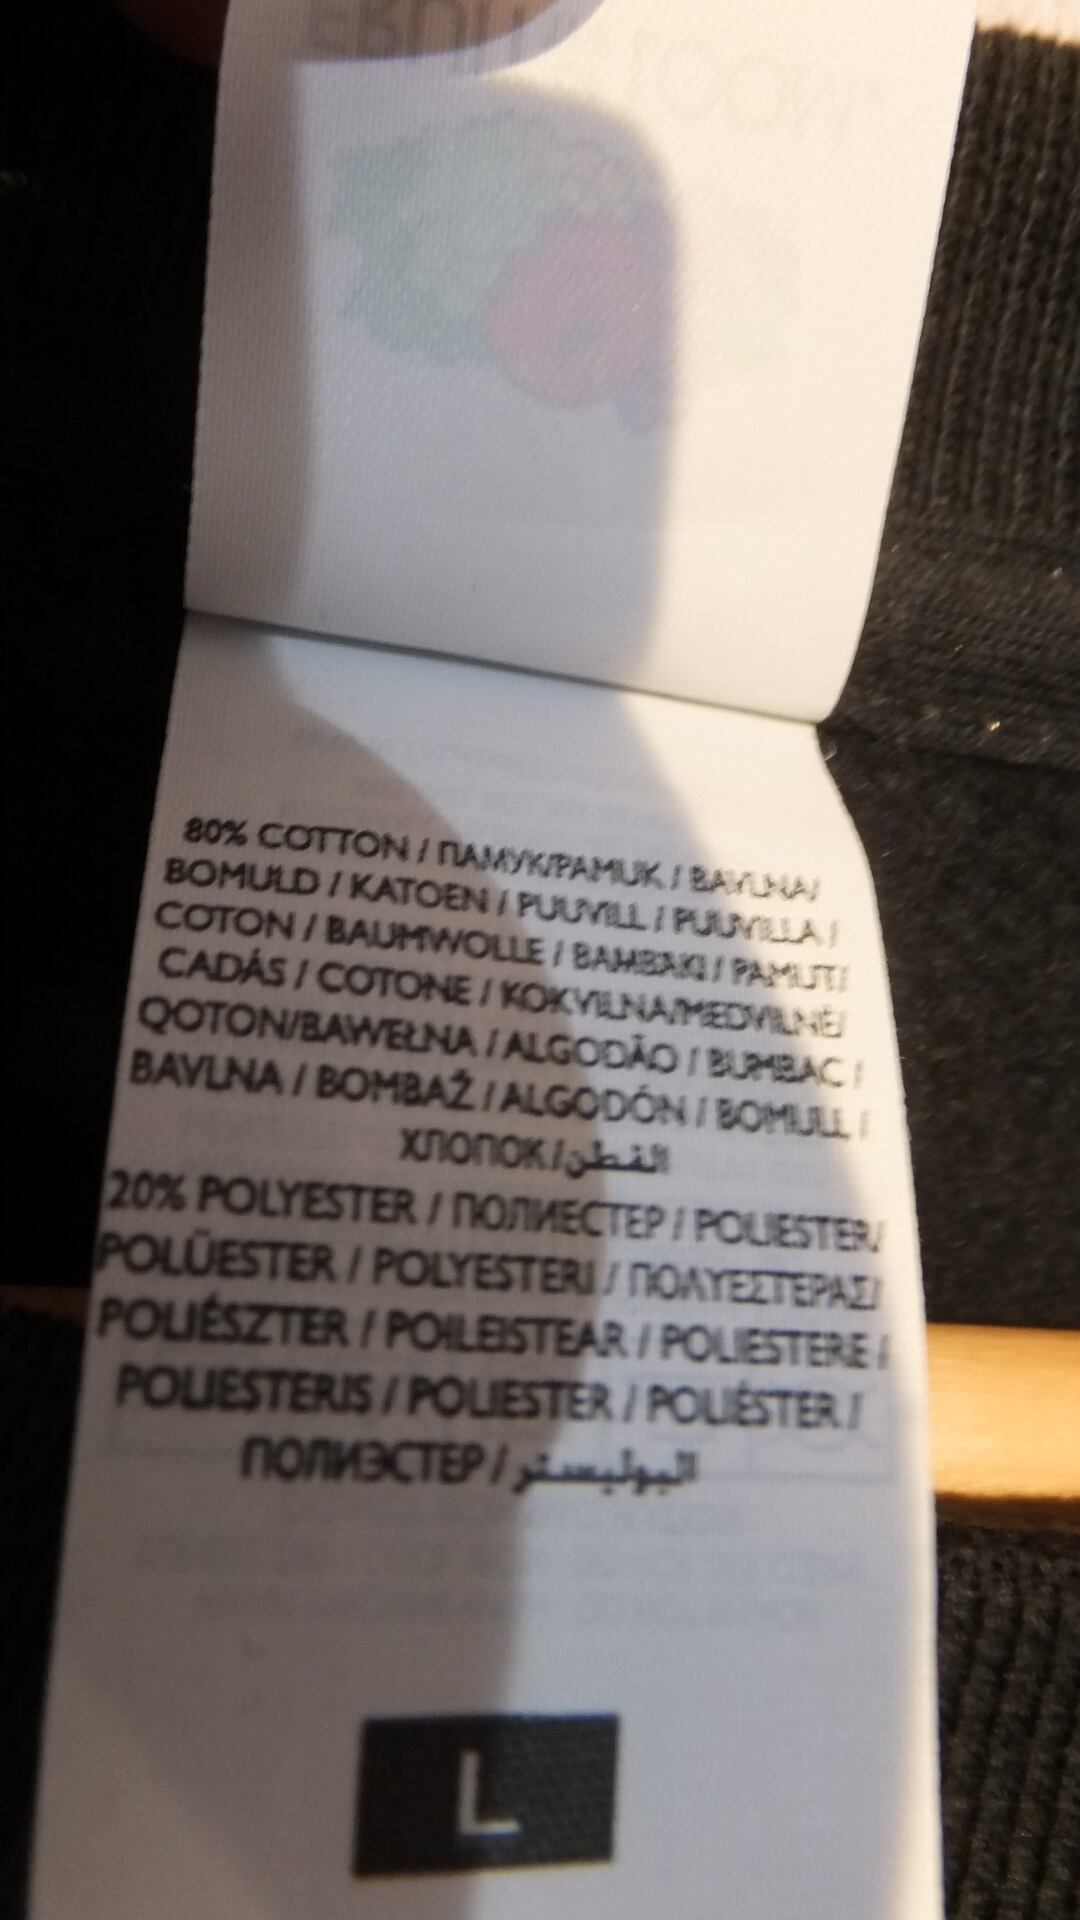 80% COTTON / ПАМУК/PAMUK / BAVLNA/
BOMULD / KATOEN / PUUVILL / PUUVILLA /
COTON / BAUMWOLLE / BAMBAKI / PAMUT/
CADÁS / COTONE / KOKVILNA/MEDVILNĖ/
QOTON/BAWEŁNA / ALGODÃO / BUMBAC /
BAVLNA / BOMBAŽ / ALGODÓN / BOMULL /
ХЛОПОК/القطن
20% POLYESTER / ПОЛИЕСТЕР / POLIESTER/
POLÜESTER / POLYESTERI / ΠΟΛΥΕΣΤΕΡΑΣ/
POLIÉSZTER / POILEISTEAR / POLIESTERE /
POLIESTERIS / POLIESTER / POLIÉSTER /
ПОЛИЭСТЕР / البوليستر
L